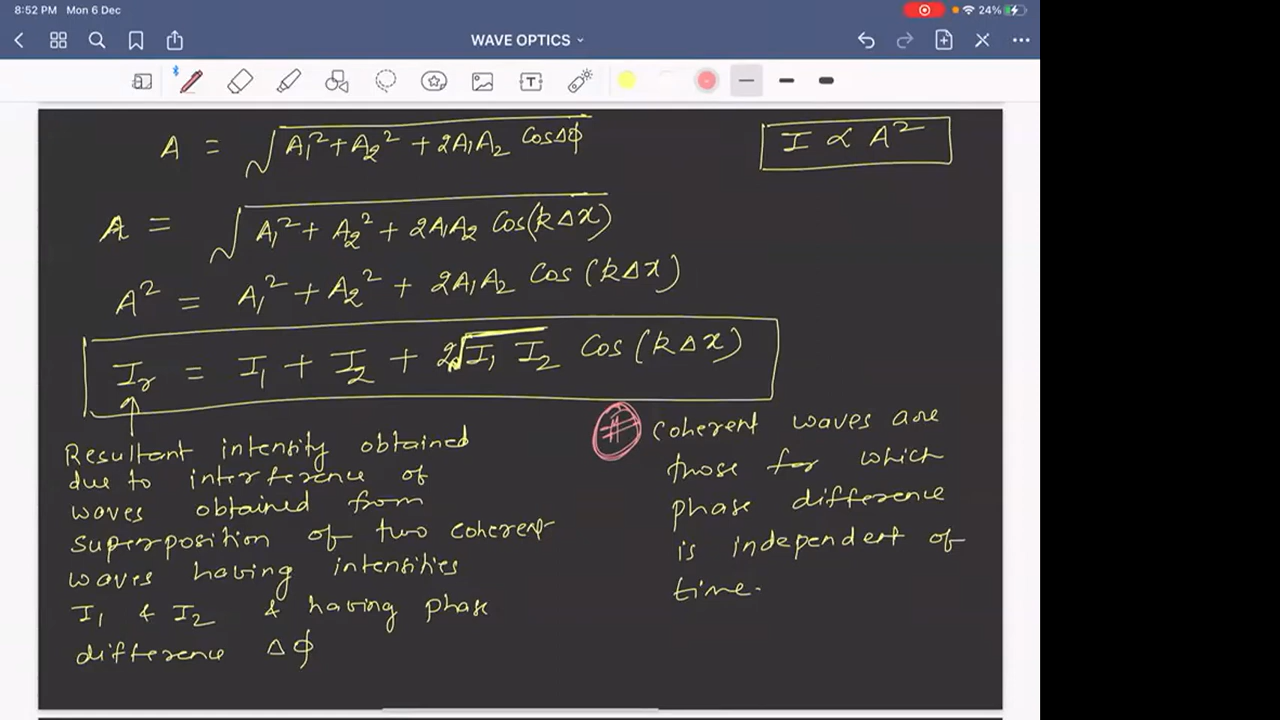 8:52 PM Mon 6 Dec
24%
WAVE OPTICS
A = √(A₁² + A₂² + 2A₁A₂ CosΔϕ)
I ∝ A²
A = √(A₁² + A₂² + 2A₁A₂ Cos(kΔx))
A² = A₁² + A₂² + 2A₁A₂ Cos (kΔx)
Iᵣ = I₁ + I₂ + 2√(I₁ I₂) Cos (kΔx)
Resultant intensity obtained
due to interference of
waves obtained from
superposition of two coherent
waves having intensities
I₁ & I₂ & having phase
difference Δϕ
# Coherent waves are
those for which
phase difference
is independent of
time.